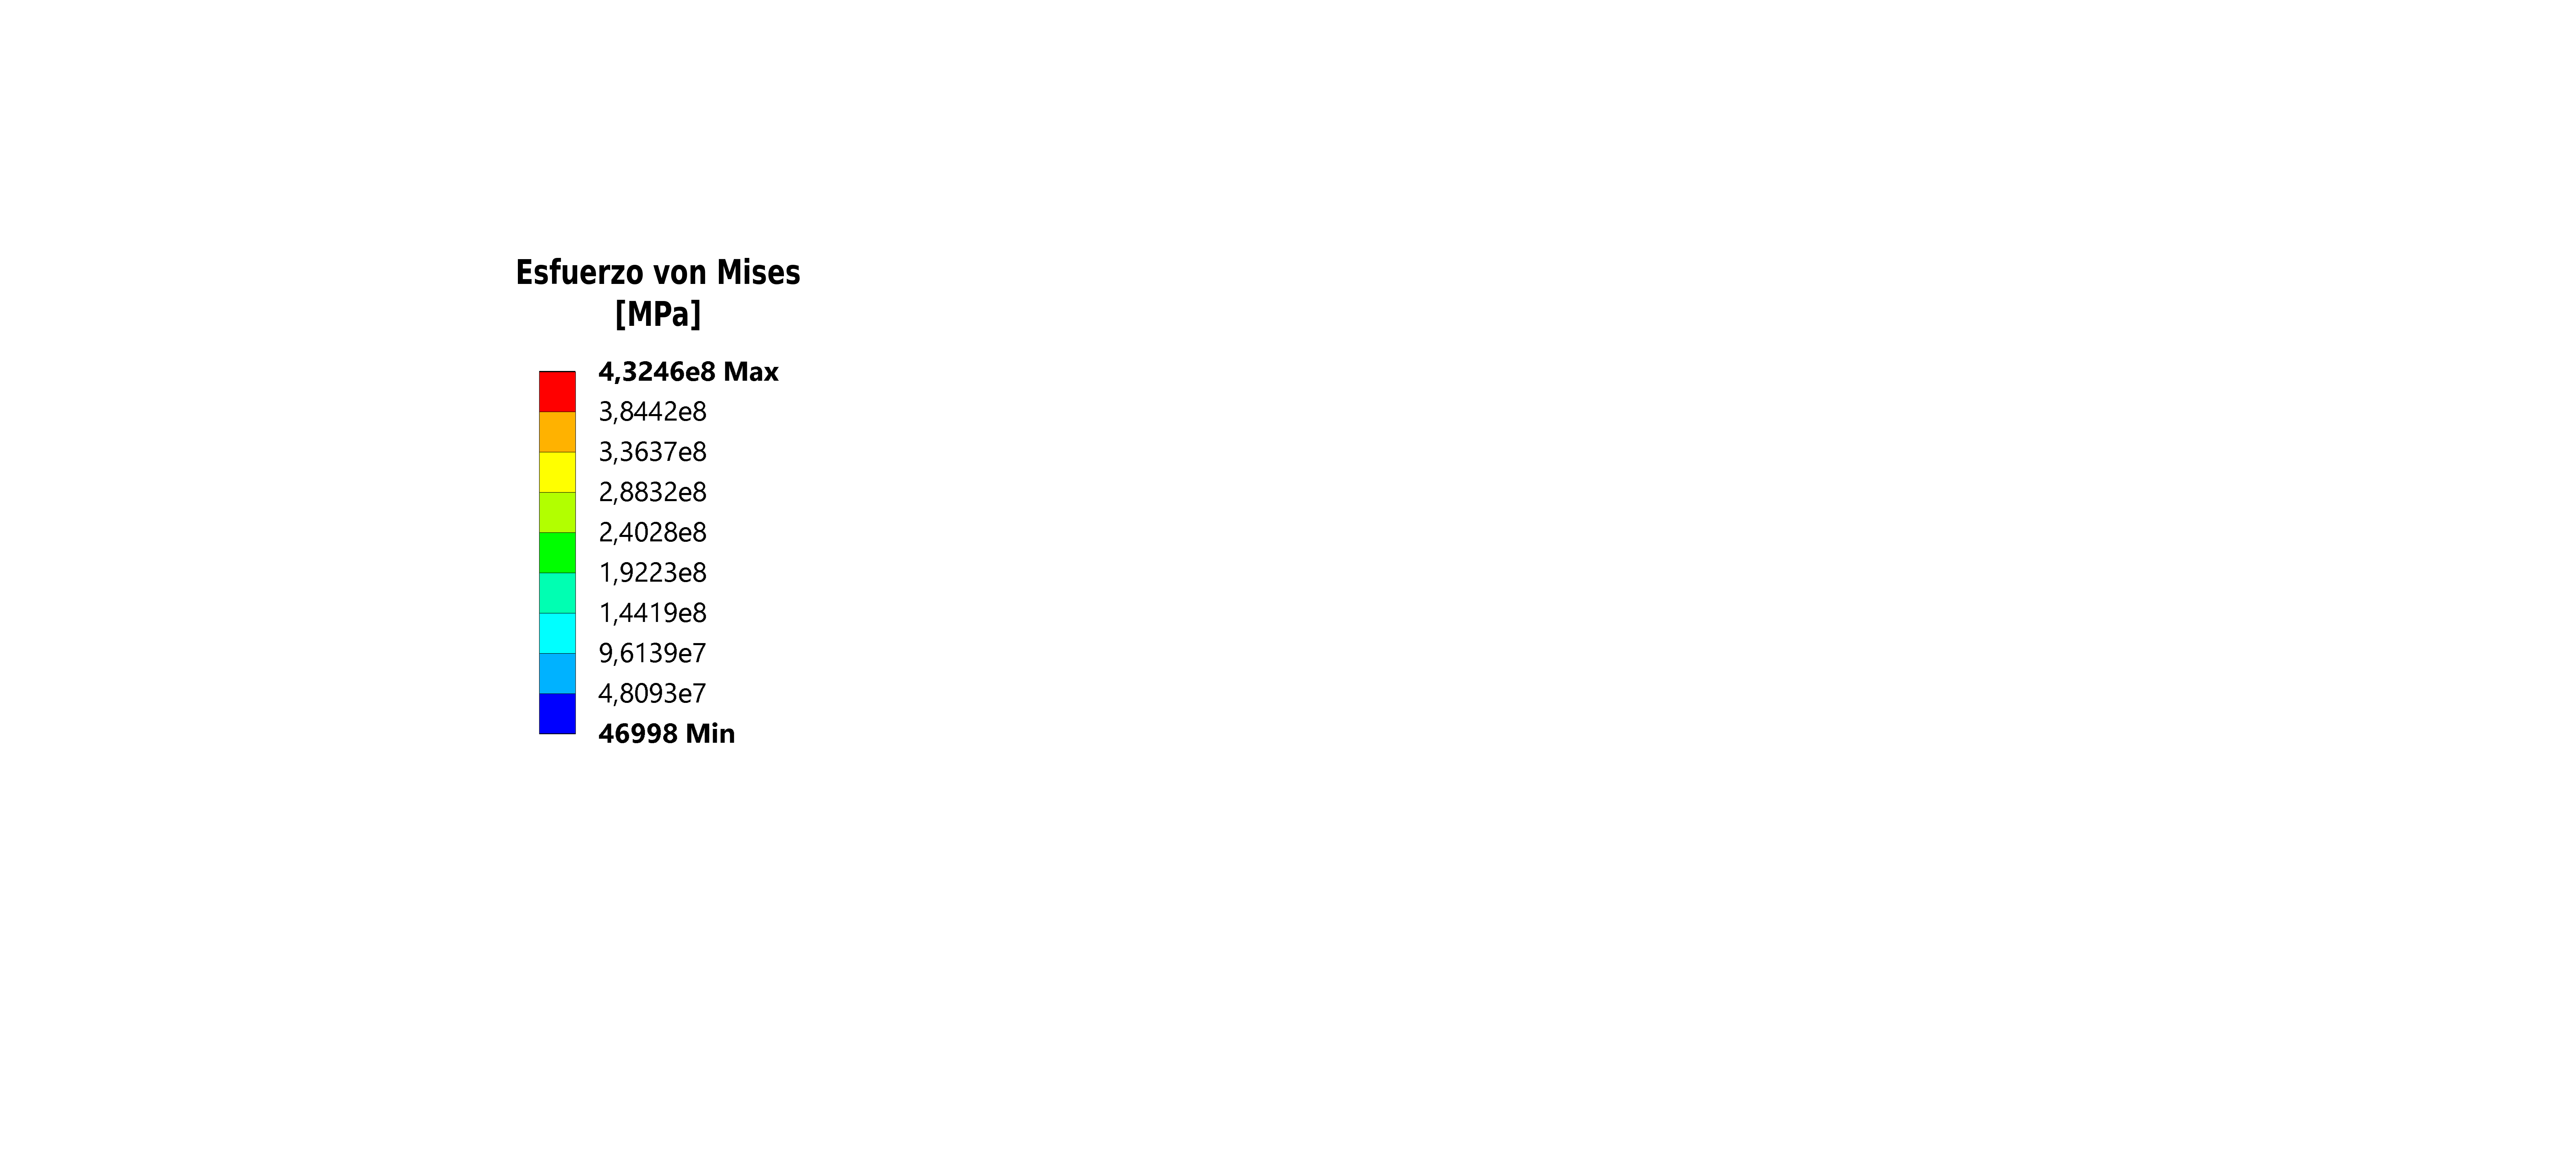 Esfuerzo von Mises
[MPa]
4,3246e8 Max
3,8442e8
3,3637e8
2,8832e8
2,4028e8
1,9223e8
1,4419e8
9,6139e7
4,8093e7
46998 Min